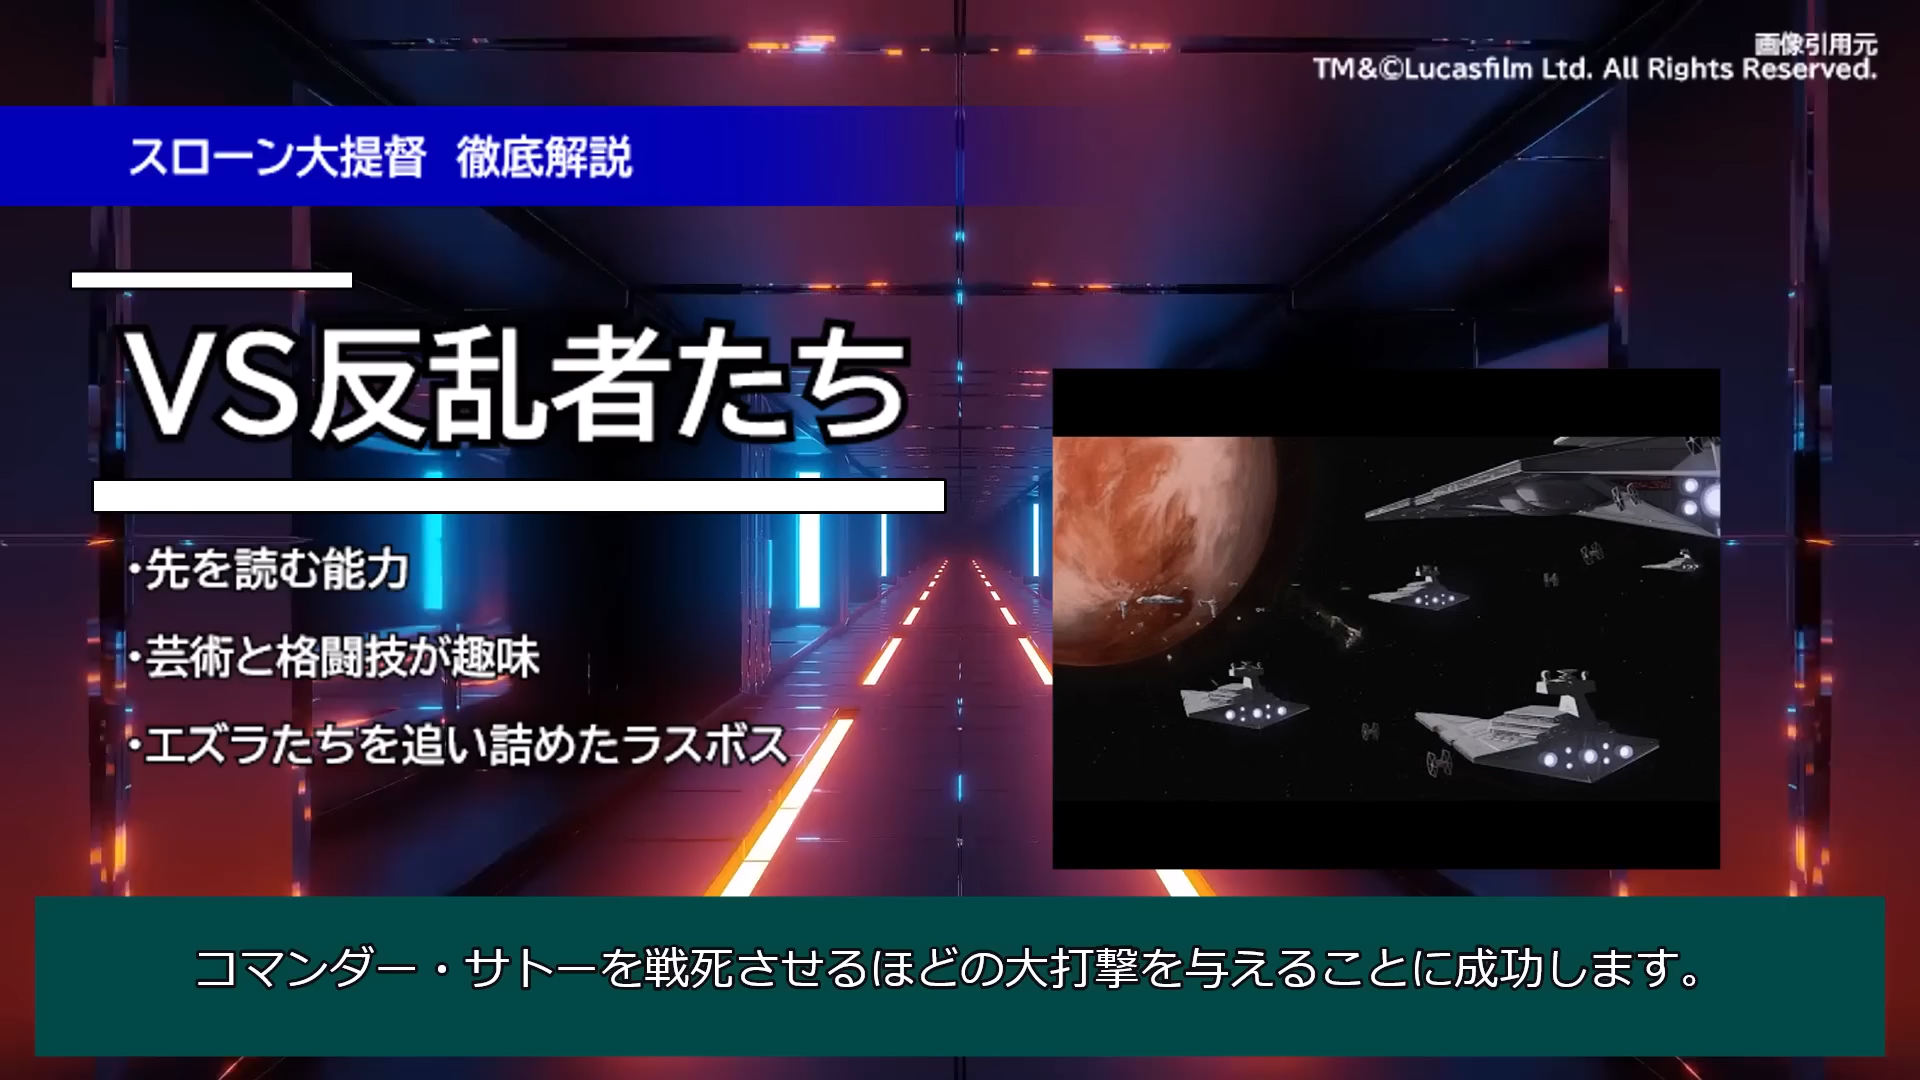 画像引用元
TM&©Lucasfilm Ltd. All Rights Reserved.
スローン大提督 徹底解説
VS反乱者たち
・先を読む能力
・芸術と格闘技が趣味
・エズラたちを追い詰めたラスボス
コマンダー・サトーを戦死させるほどの大打撃を与えることに成功します。